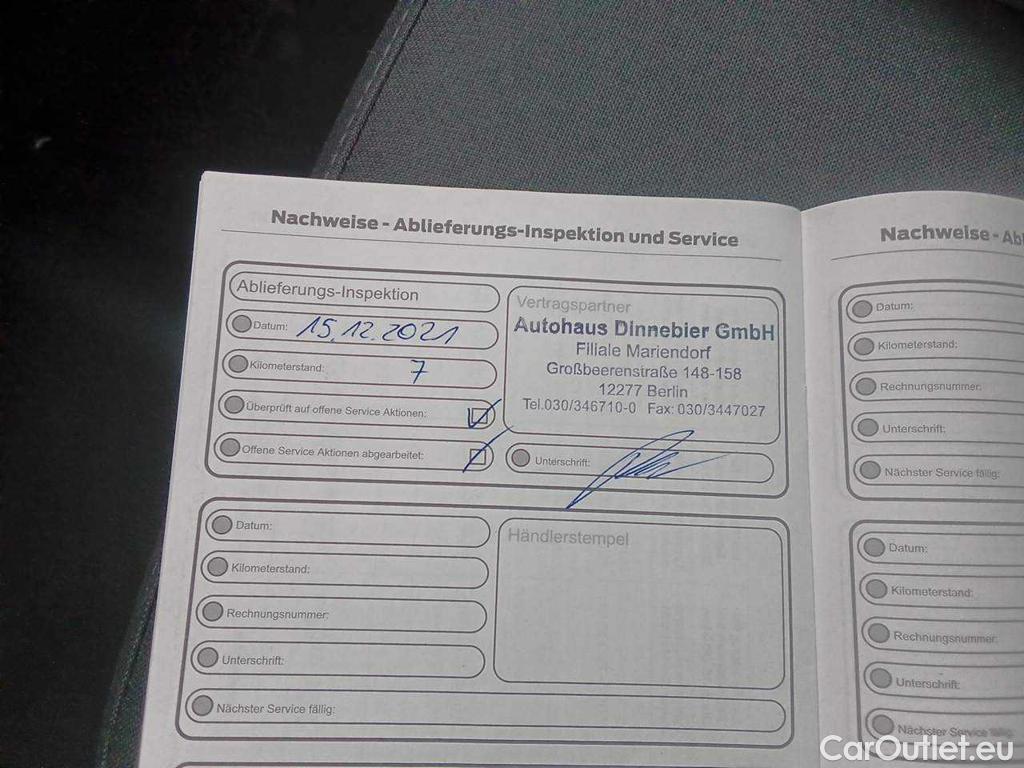 Nachweise - Ablieferungs-Inspektion und Service
Ablieferungs-Inspektion
Datum: 15.12.2021
Kilometerstand: 7
Überprüft auf offene Service Aktionen:
Offene Service Aktionen abgearbeitet:
Vertragspartner
Autohaus Dinnebier GmbH
Filiale Mariendorf
Großbeerenstraße 148-158
12277 Berlin
Tel.030/346710-0 Fax: 030/3447027
Unterschrift:
Datum:
Kilometerstand:
Rechnungsnummer:
Unterschrift:
Nächster Service fällig:
Händlerstempel
Nachweise - Abl
Datum:
Kilometerstand:
Rechnungsnummer:
Unterschrift:
Nächster Service fällig:
Datum:
Kilometerstand:
Rechnungsnummer:
Unterschrift:
Nächster Service fällig:
CarOutlet.eu